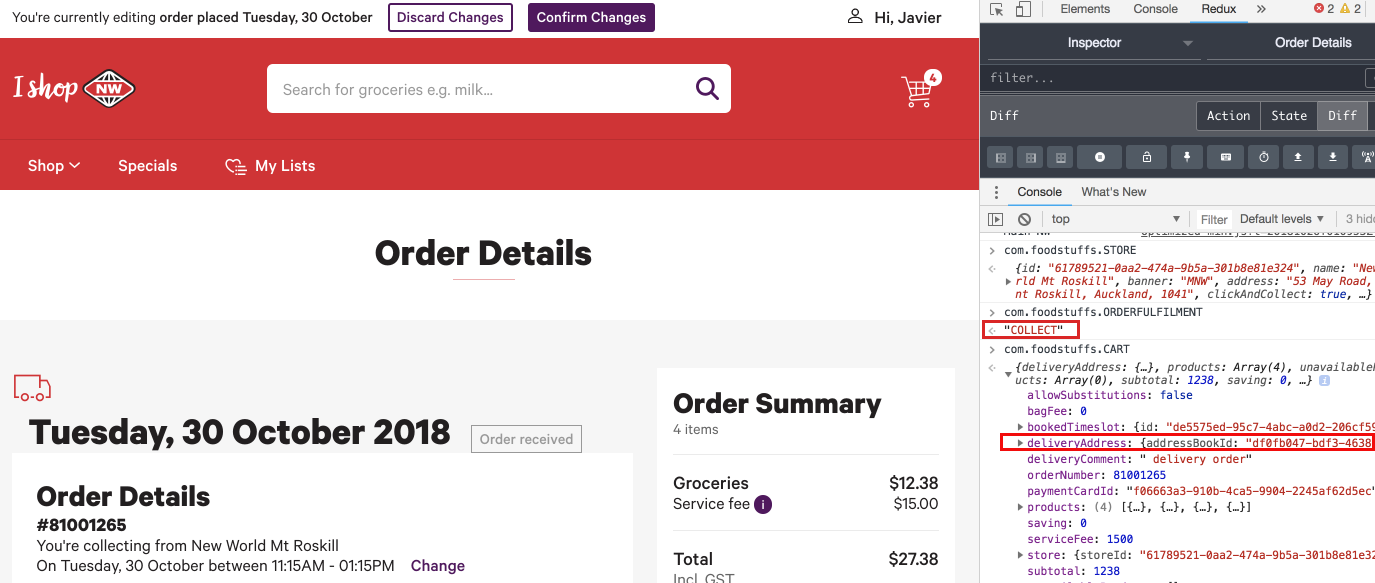 You're currently editing order placed Tuesday, 30 October
Discard Changes
Confirm Changes
Hi, Javier
I shop
NW
Search for groceries e.g. milk...
4
Shop
Specials
My Lists
Order Details
Tuesday, 30 October 2018
Order received
Order Details
#81001265
You're collecting from New World Mt Roskill
On Tuesday, 30 October between 11:15AM - 01:15PM Change
Order Summary
4 items
Groceries $12.38
Service fee i $15.00
Total $27.38
Incl. GST
Elements Console Redux » 2 2
Inspector
Order Details
filter...
Diff
Action State Diff
Console What's New
top Filter Default levels 3 hid
com.foodstuffs.STORE
{id: "61789521-0aa2-474a-9b5a-301b8e81e324", name: "New
rld Mt Roskill", banner: "MNW", address: "53 May Road,
nt Roskill, Auckland, 1041", clickAndCollect: true, …}
com.foodstuffs.ORDERFULFILMENT
"COLLECT"
com.foodstuffs.CART
{deliveryAddress: {…}, products: Array(4), unavailable
ucts: Array(0), subtotal: 1238, saving: 0, …} i
allowSubstitutions: false
bagFee: 0
bookedTimeslot: {id: "de5575ed-95c7-4abc-a0d2-206cf59
deliveryAddress: {addressBookId: "df0fb047-bdf3-4638
deliveryComment: " delivery order"
orderNumber: 81001265
paymentCardId: "f06663a3-910b-4ca5-9904-2245af62d5ec"
products: (4) [{…}, {…}, {…}, {…}]
saving: 0
serviceFee: 1500
store: {storeId: "61789521-0aa2-474a-9b5a-301b8e81e32
subtotal: 1238